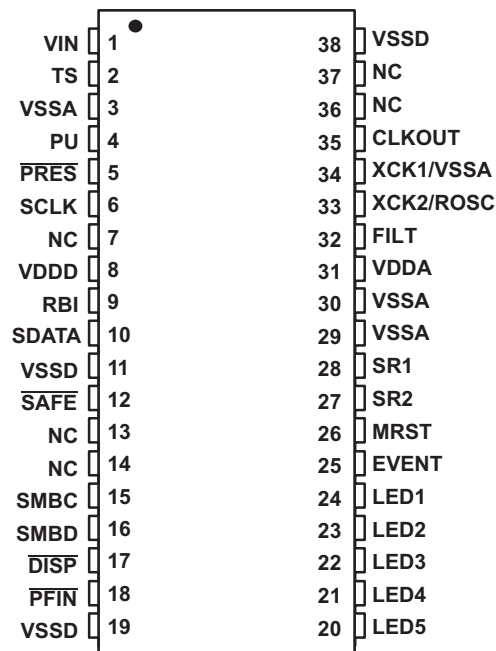 VIN 1 38 VSSD
TS 2 37 NC
VSSA 3 36 NC
PU 4 35 CLKOUT
PRES 5 34 XCK1/VSSA
SCLK 6 33 XCK2/ROSC
NC 7 32 FILT
VDDD 8 31 VDDA
RBI 9 30 VSSA
SDATA 10 29 VSSA
VSSD 11 28 SR1
SAFE 12 27 SR2
NC 13 26 MRST
NC 14 25 EVENT
SMBC 15 24 LED1
SMBD 16 23 LED2
DISP 17 22 LED3
PFIN 18 21 LED4
VSSD 19 20 LED5